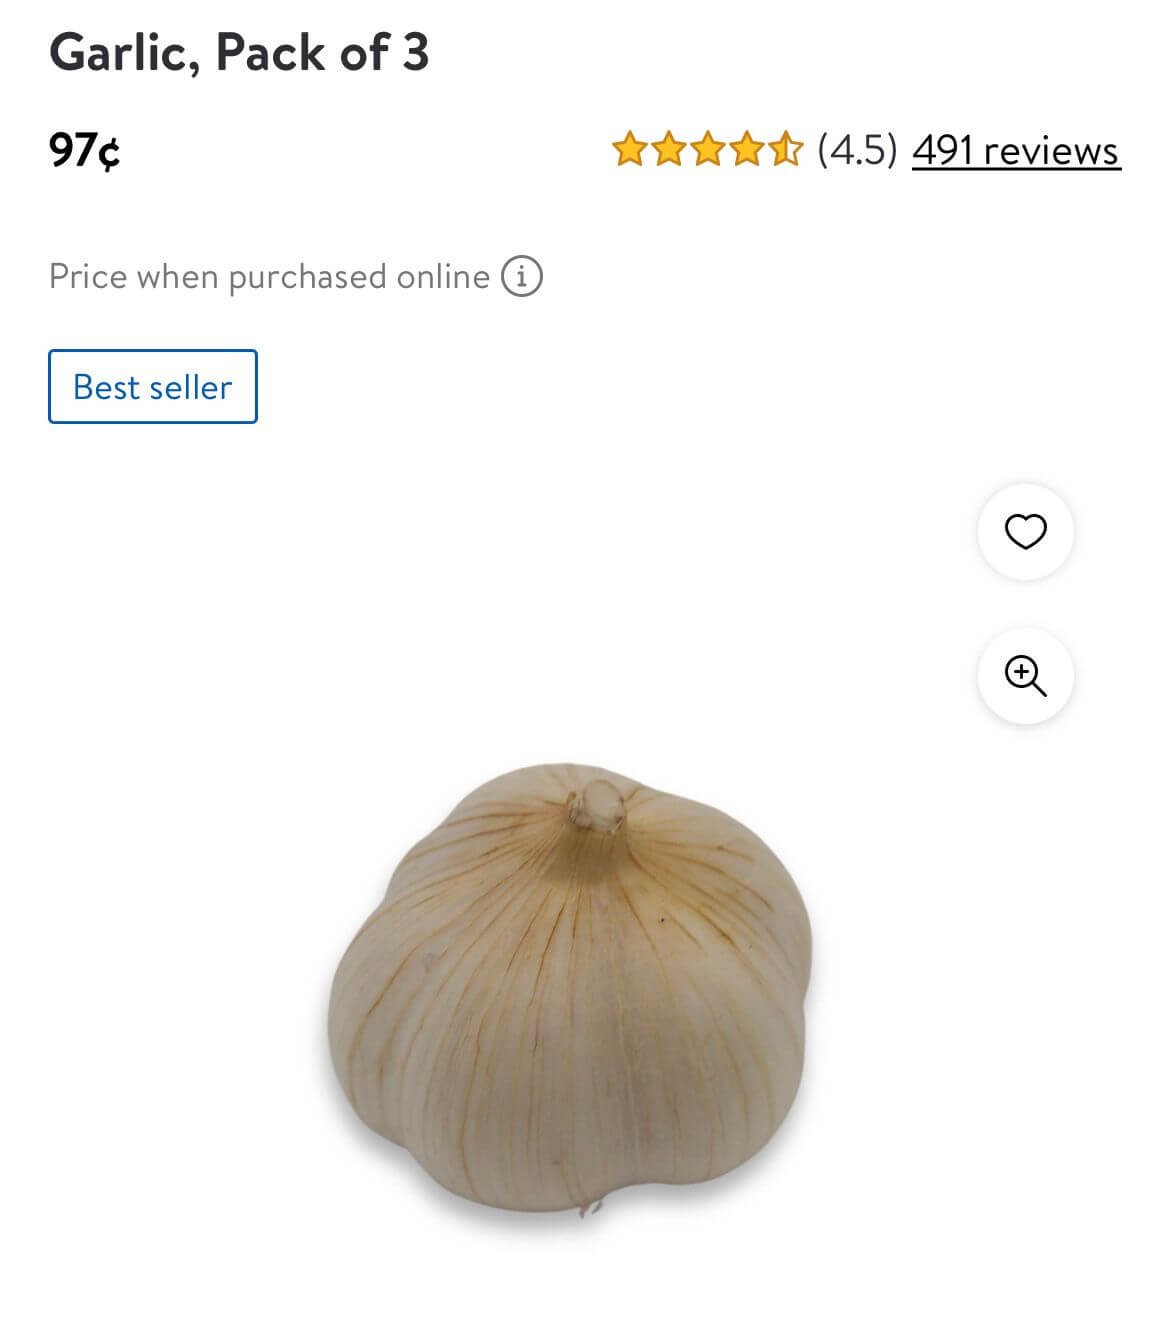 Garlic, Pack of 3
97¢
(4.5) 491 reviews
Price when purchased online
Best seller